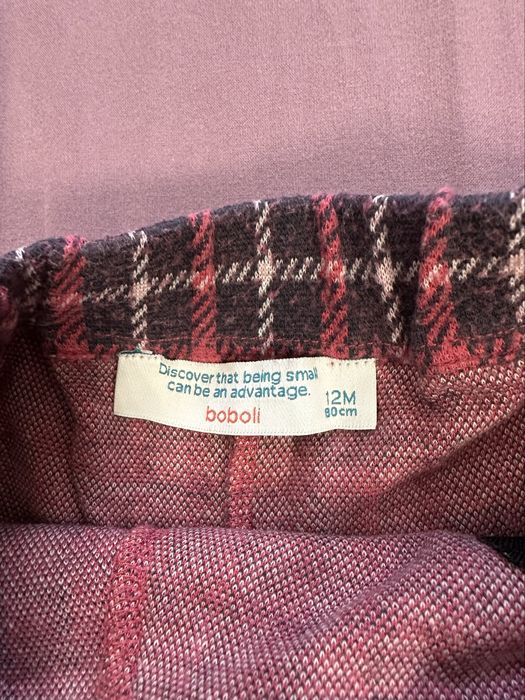 Discover that being small
can be an advantage.
boboli
12M
80cm